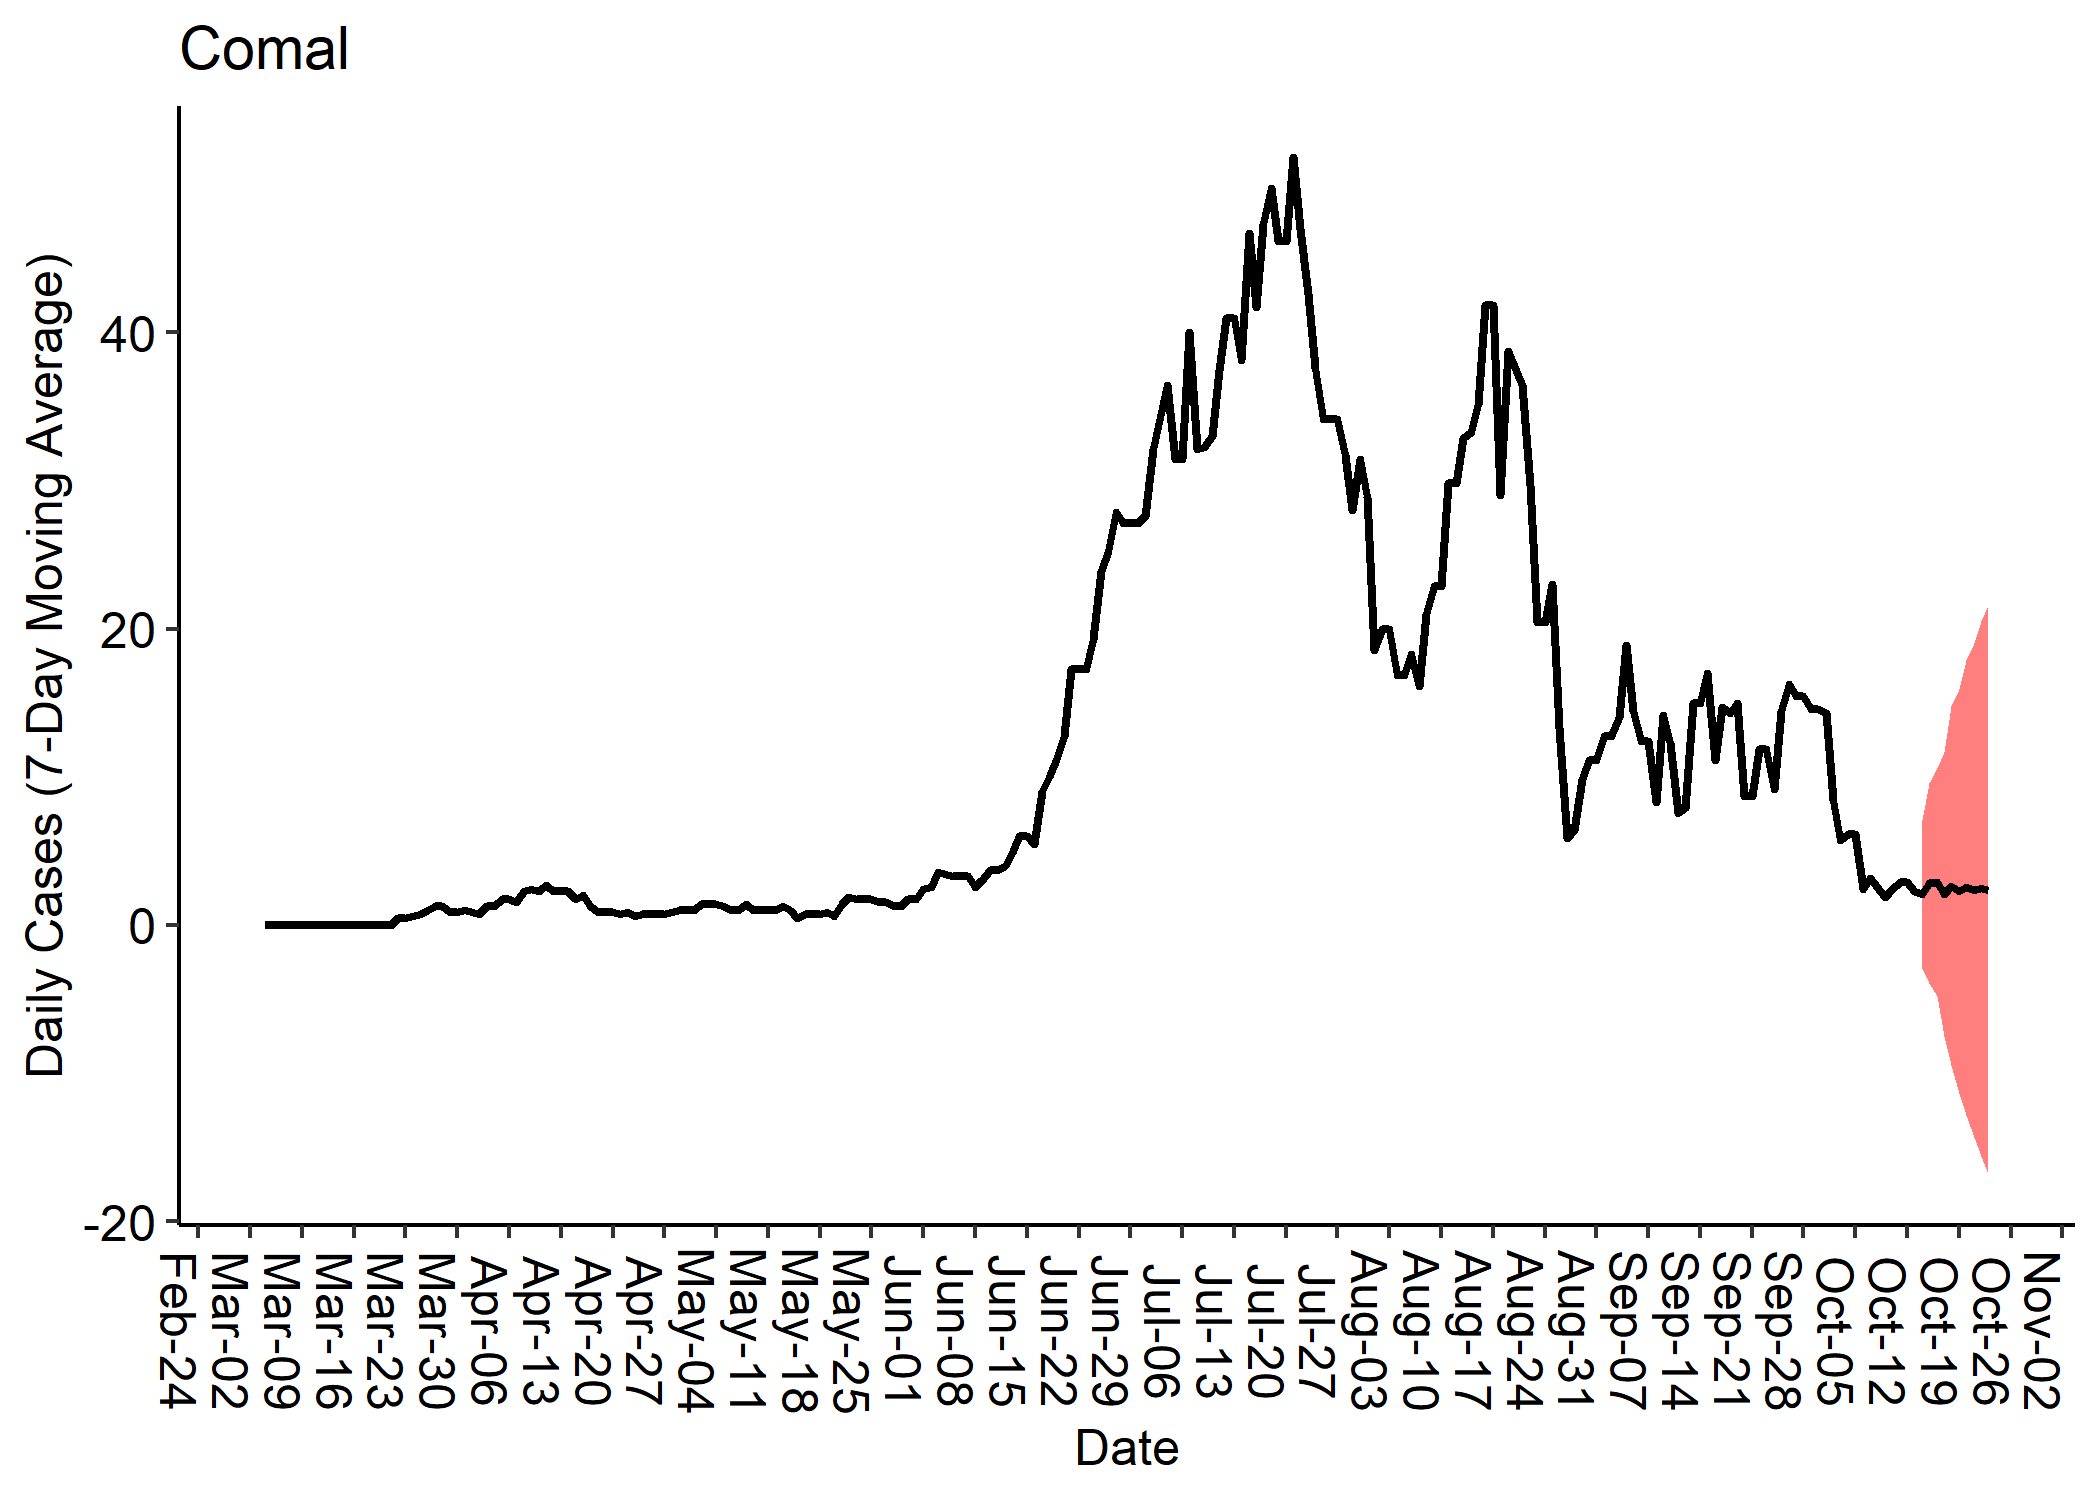 Comal
Daily Cases (7-Day Moving Average)
40
20
0
-20
Feb-24
Mar-02
Mar-09
Mar-16
Mar-23
Mar-30
Apr-06
Apr-13
Apr-20
Apr-27
May-04
May-11
May-18
May-25
Jun-01
Jun-08
Jun-15
Jun-22
Jun-29
Jul-06
Jul-13
Jul-20
Jul-27
Aug-03
Aug-10
Aug-17
Aug-24
Aug-31
Sep-07
Sep-14
Sep-21
Sep-28
Oct-05
Oct-12
Oct-19
Oct-26
Nov-02
Date